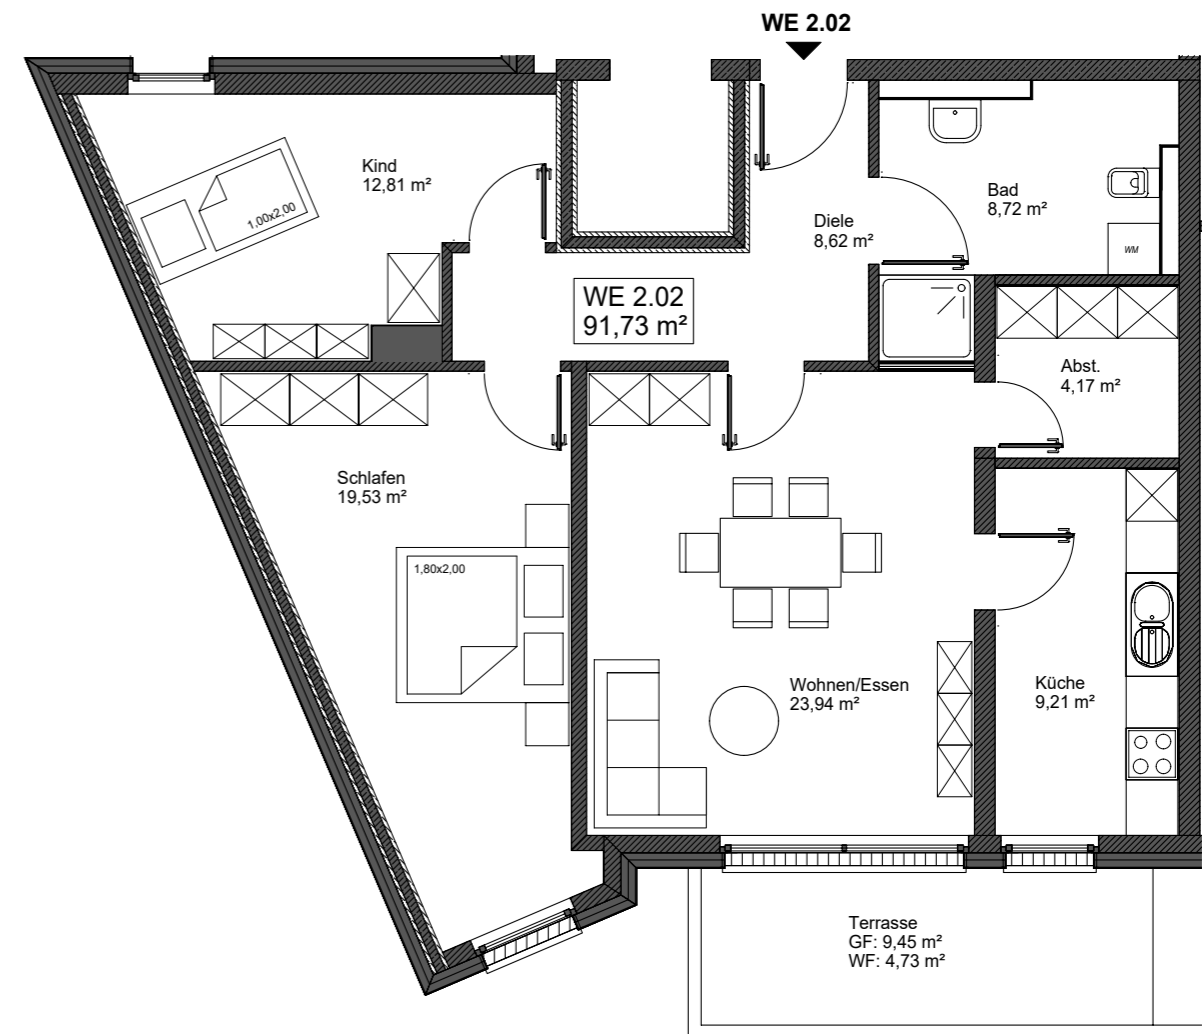 WE 2.02
Kind
12,81 m²
1,00x2,00
Bad
8,72 m²
Diele
8,62 m²
WM
WE 2.02
91,73 m²
Abst.
4,17 m²
Schlafen
19,53 m²
1,80x2,00
Wohnen/Essen
23,94 m²
Küche
9,21 m²
Terrasse
GF: 9,45 m²
WF: 4,73 m²